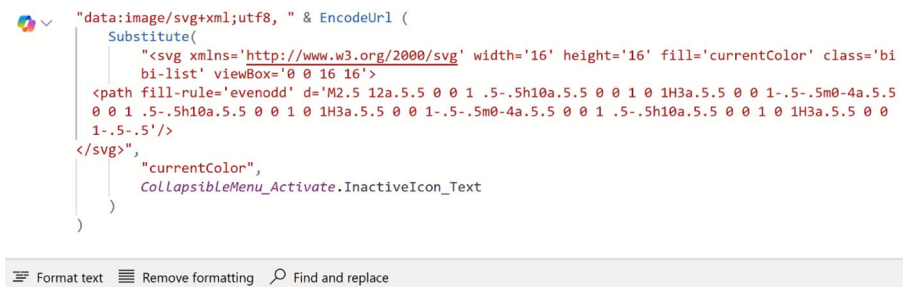 "data:image/svg+xml;utf8, " & EncodeUrl (
Substitute(
"<svg xmlns='http://www.w3.org/2000/svg' width='16' height='16' fill='currentColor' class='bi
bi-list' viewBox='0 0 16 16'>
<path fill-rule='evenodd' d='M2.5 12a.5.5 0 0 1 .5-.5h10a.5.5 0 0 1 0 1H3a.5.5 0 0 1-.5-.5m0-4a.5.5
0 0 1 .5-.5h10a.5.5 0 0 1 0 1H3a.5.5 0 0 1-.5-.5m0-4a.5.5 0 0 1 .5-.5h10a.5.5 0 0 1 0 1H3a.5.5 0 0
1-.5-.5'/>
</svg>",
"currentColor",
CollapsibleMenu_Activate.InactiveIcon_Text
)
)
Format text Remove formatting Find and replace